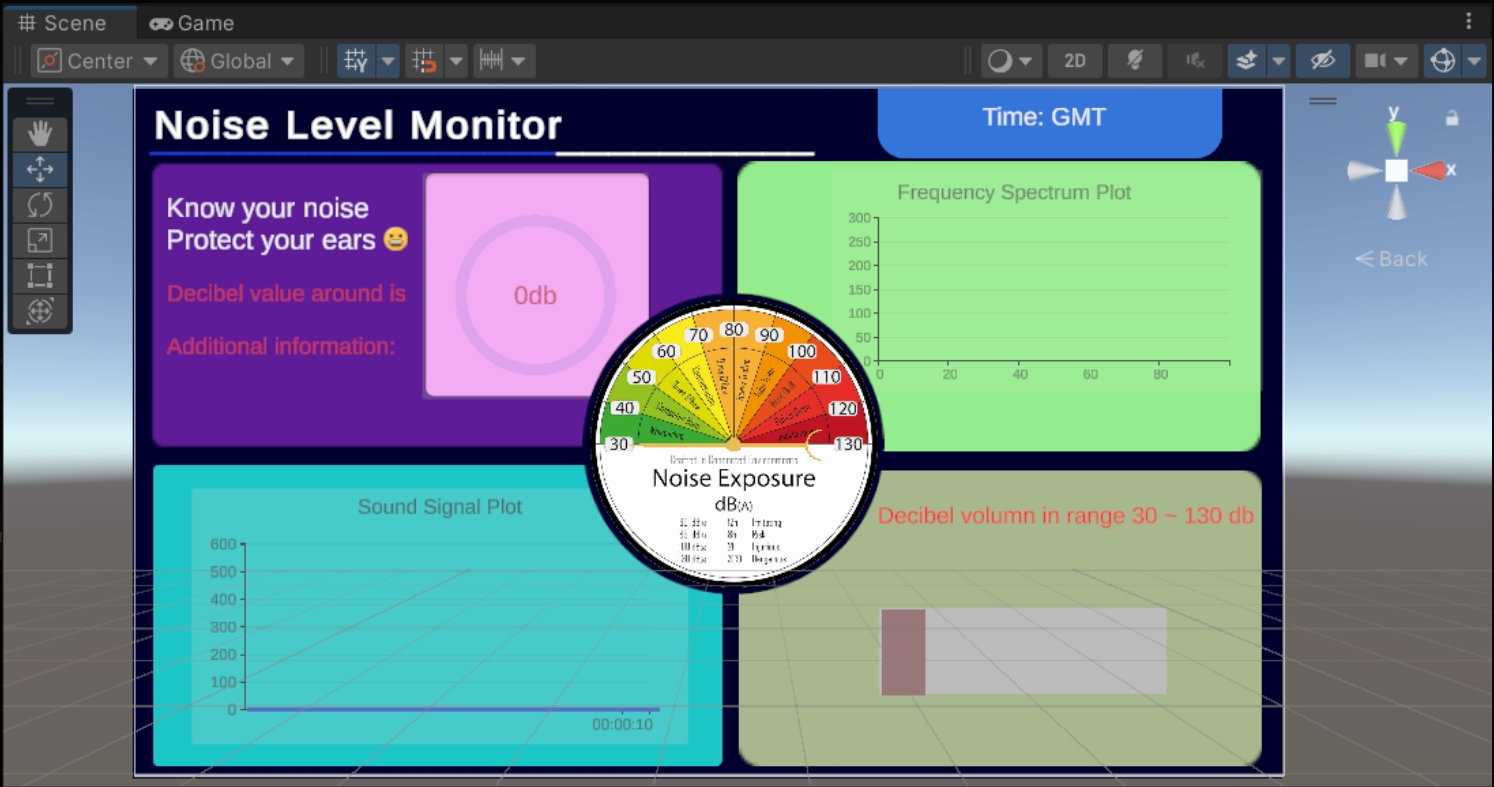 Scene
Game
Center
Global
2D
Noise Level Monitor
Time: GMT
Know your noise
Protect your ears 😀
Decibel value around is
Additional information:
0db
Frequency Spectrum Plot
300
250
200
150
100
50
0
0 20 40 60 80
30 40 50 60 70 80 90 100 110 120 130
Noise Exposure
dB(A)
Sound Signal Plot
600
500
400
300
200
100
0
00:00:10
Decibel volumn in range 30 ~ 130 db
y
x
Back